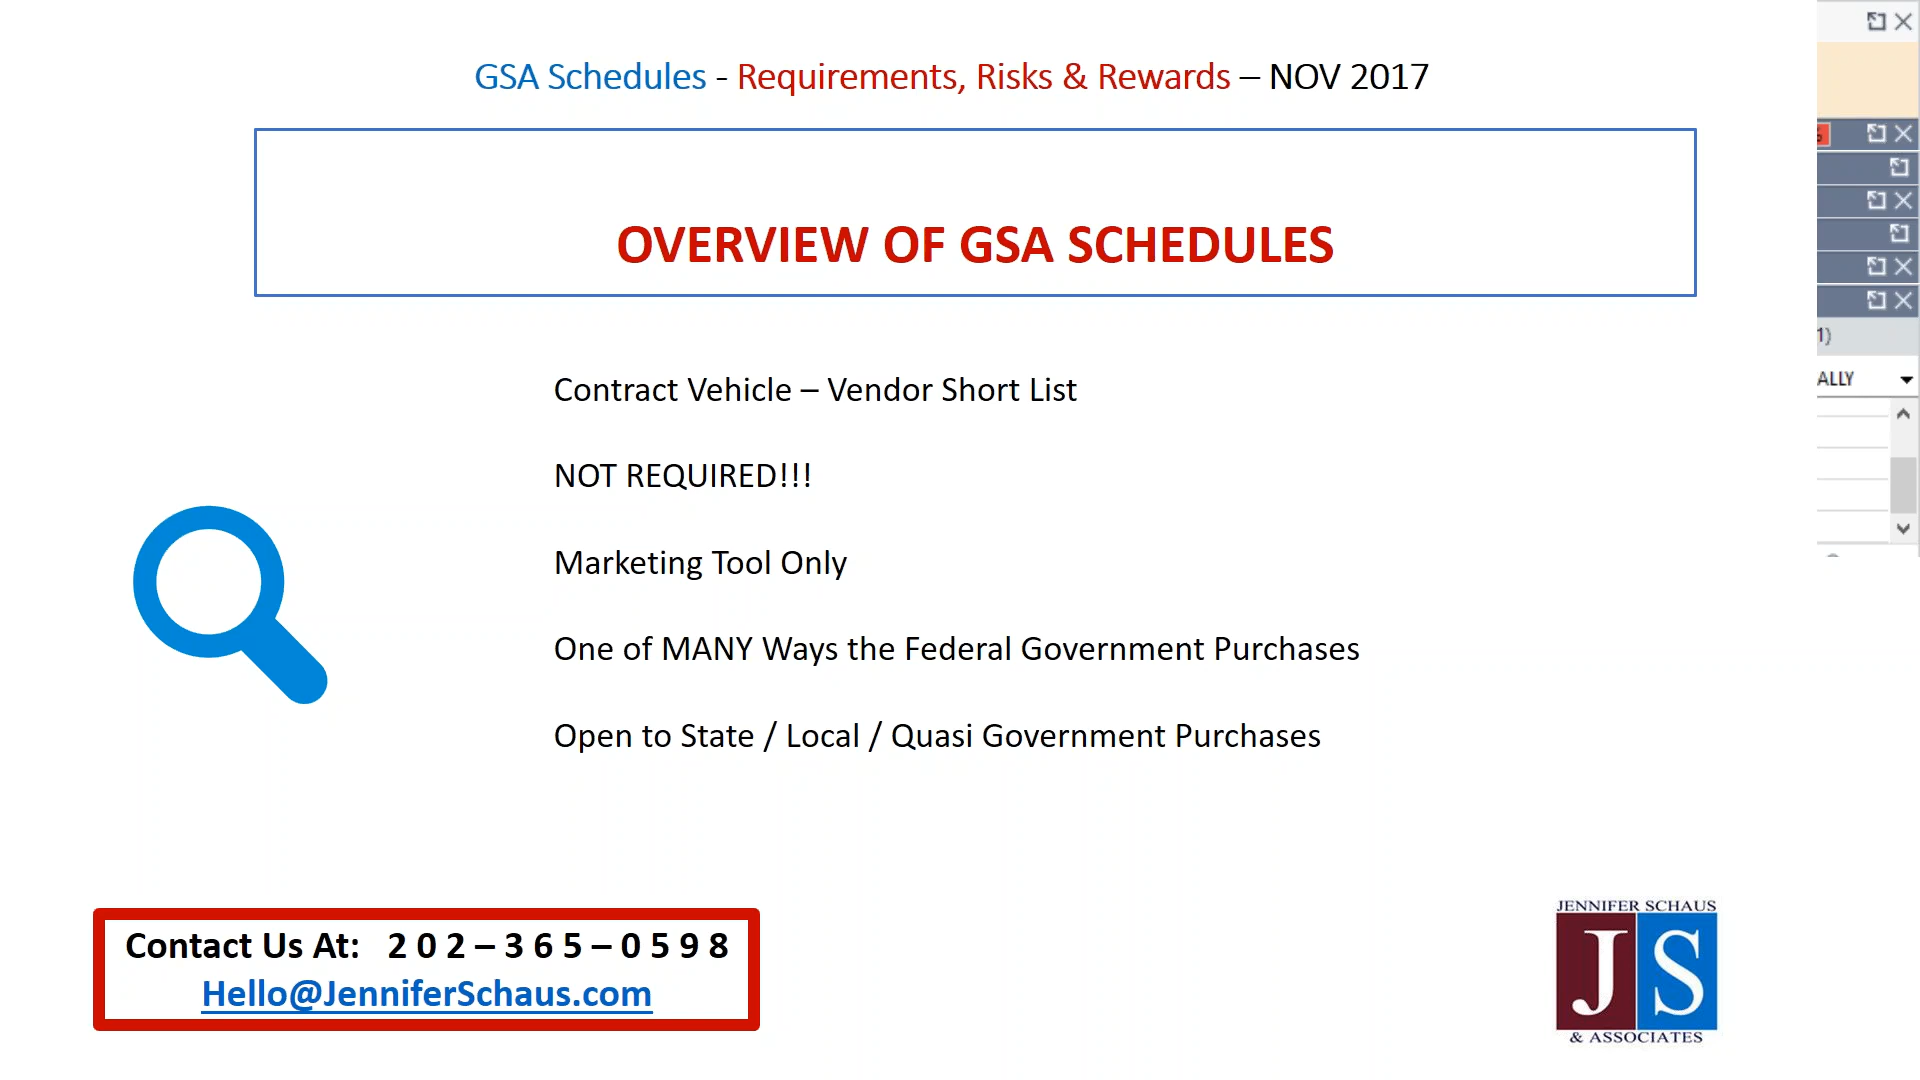 GSA Schedules - Requirements, Risks & Rewards – NOV 2017
OVERVIEW OF GSA SCHEDULES
Contract Vehicle – Vendor Short List
NOT REQUIRED!!!
Marketing Tool Only
One of MANY Ways the Federal Government Purchases
Open to State / Local / Quasi Government Purchases
Contact Us At: 2 0 2 – 3 6 5 – 0 5 9 8
Hello@JenniferSchaus.com
JENNIFER SCHAUS
JS
& ASSOCIATES
1)
ALLY